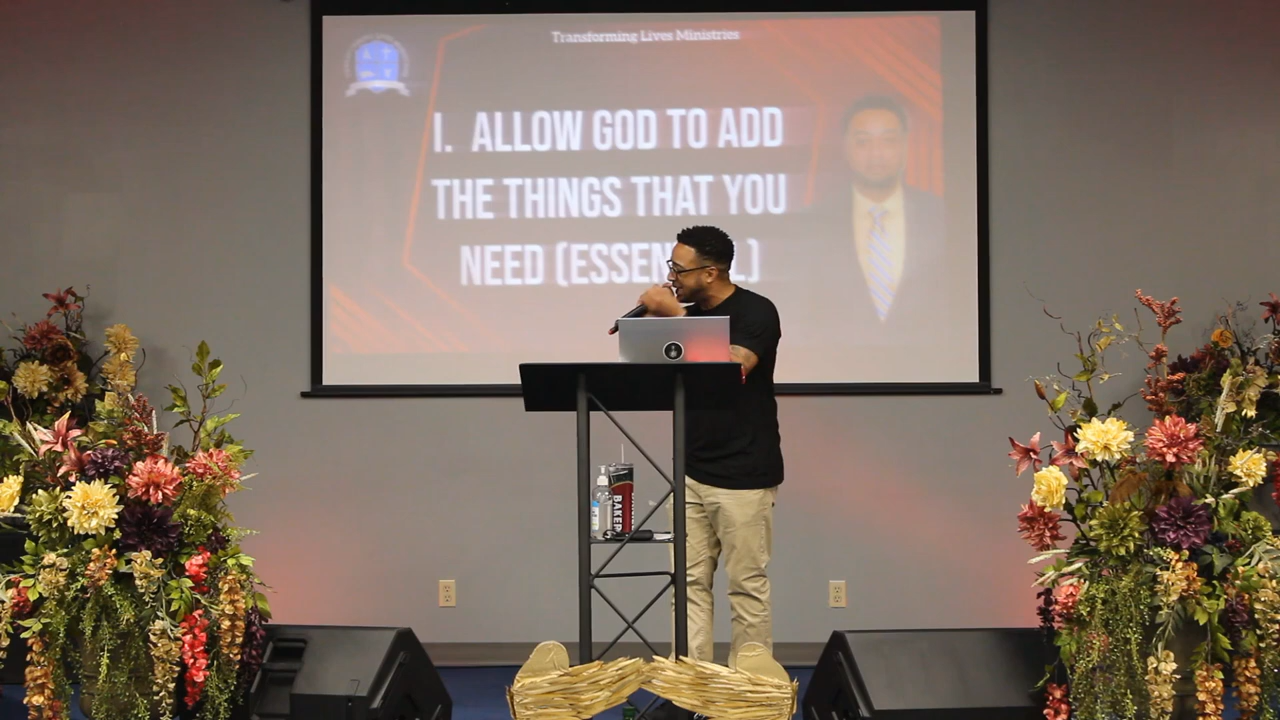 Transforming Lives Ministries
I. ALLOW GOD TO ADD
THE THINGS THAT YOU
NEED (ESSEN L)
BAKER